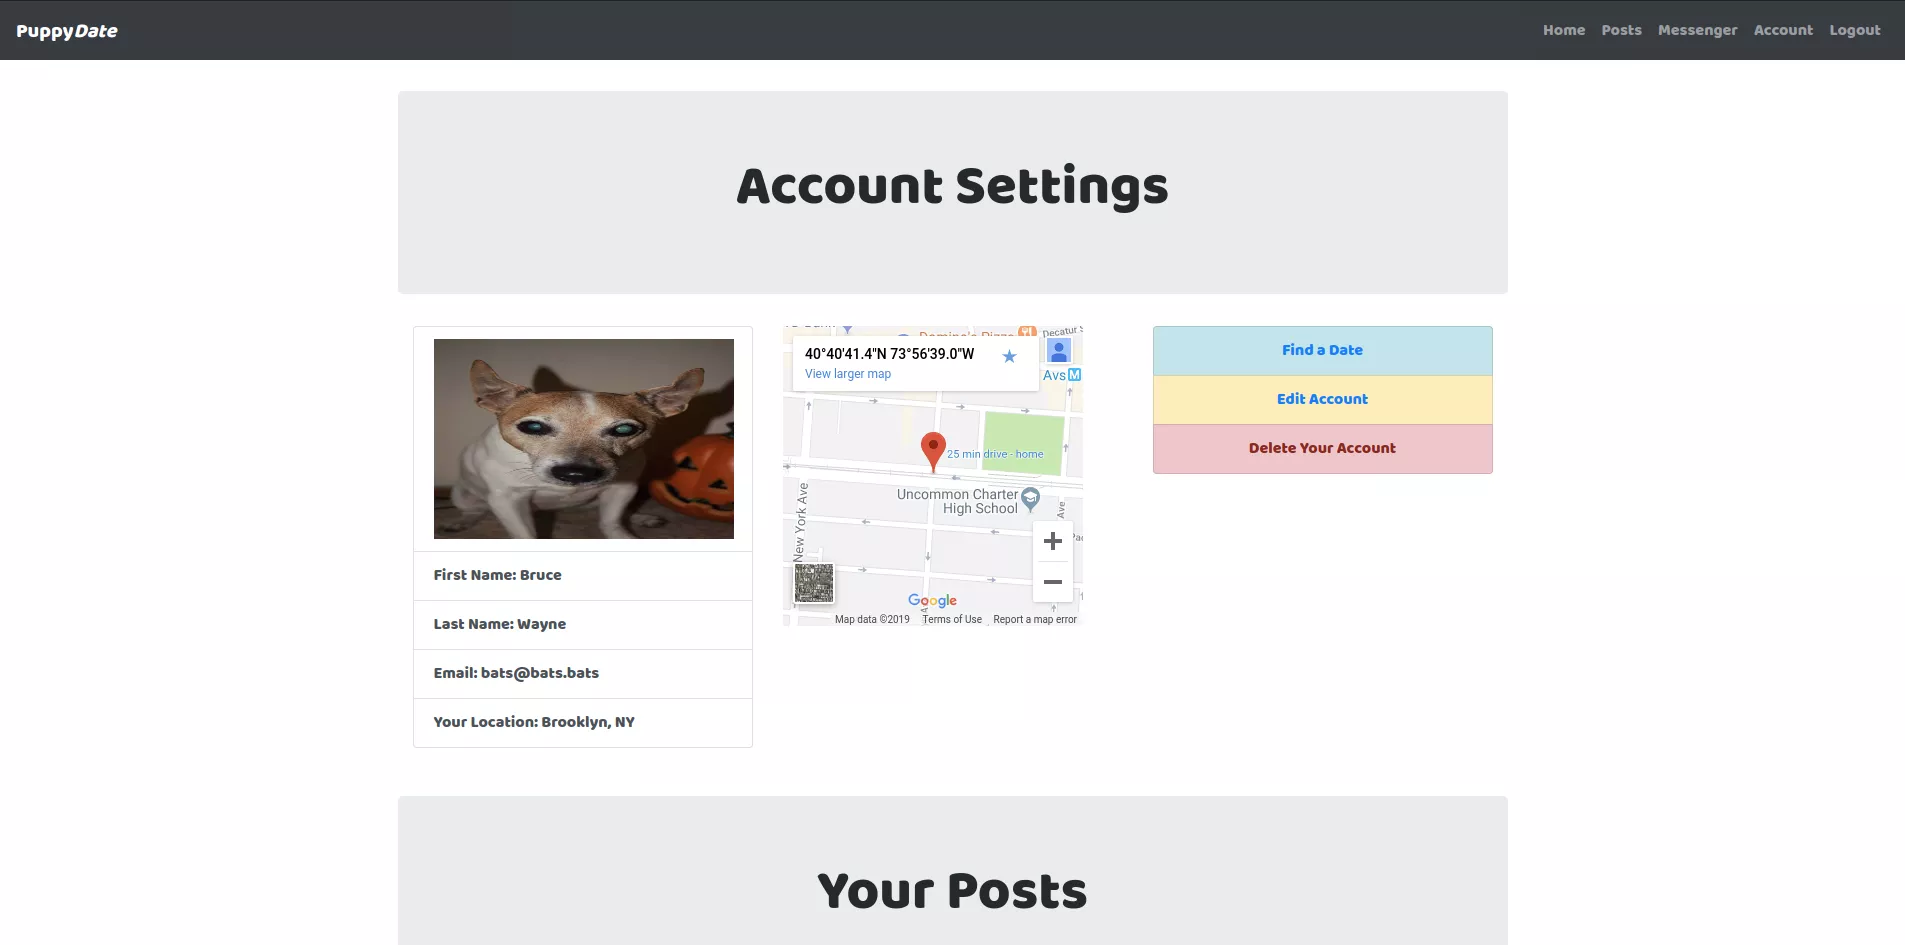 PuppyDate
Home Posts Messenger Account Logout
Account Settings
Decatur
40°40'41.4"N 73°56'39.0"W
View larger map
Avs M
25 min drive - home
Uncommon Charter
High School
New York Ave
Ave
Google
Map data ©2019 Terms of Use Report a map error
Find a Date
Edit Account
Delete Your Account
First Name: Bruce
Last Name: Wayne
Email: bats@bats.bats
Your Location: Brooklyn, NY
Your Posts